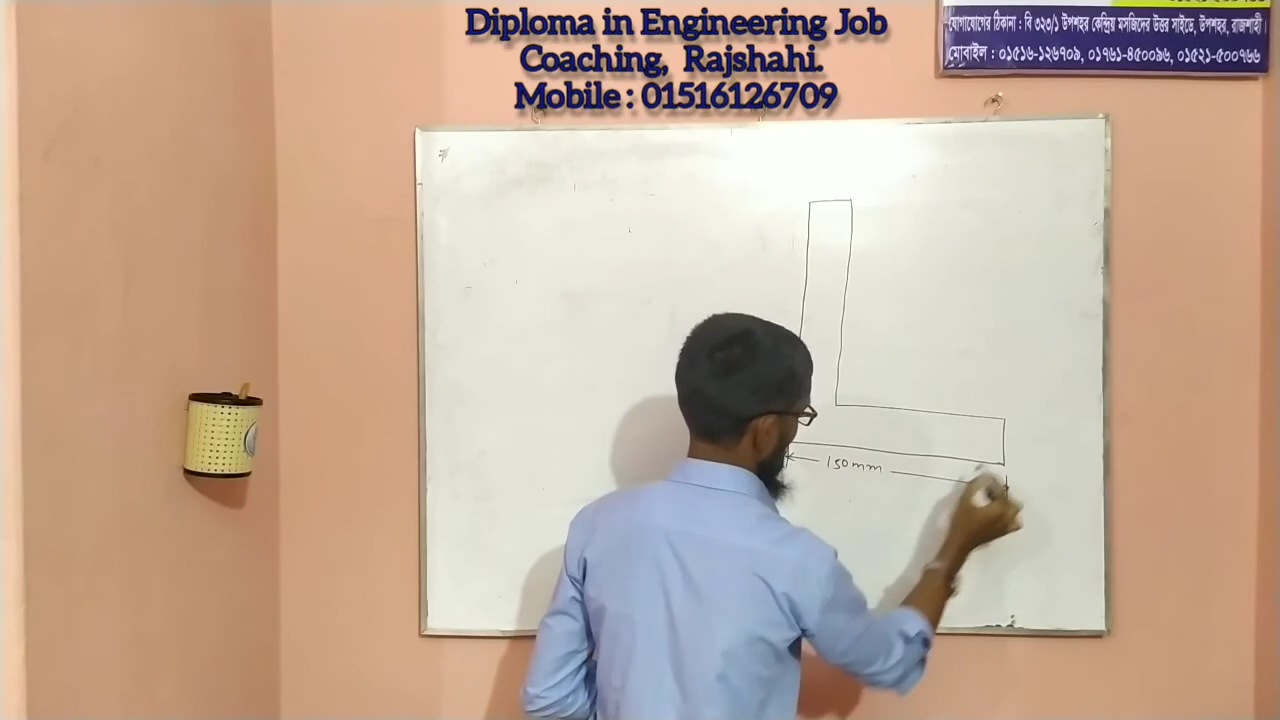 Diploma in Engineering Job
Coaching, Rajshahi.
Mobile : 01516126709
যোগাযোগের ঠিকানা : বি ৩২৩/১ উপশহর কেন্দ্রিয় মসজিদের উত্তর সাইডে, উপশহর, রাজশাহী।
মোবাইল : ০১৫১৬-১২৬৭০৯, ০১৭৬১-৪৫০০৯৬, ০১৫২১-৫০০৭৬৬
150mm